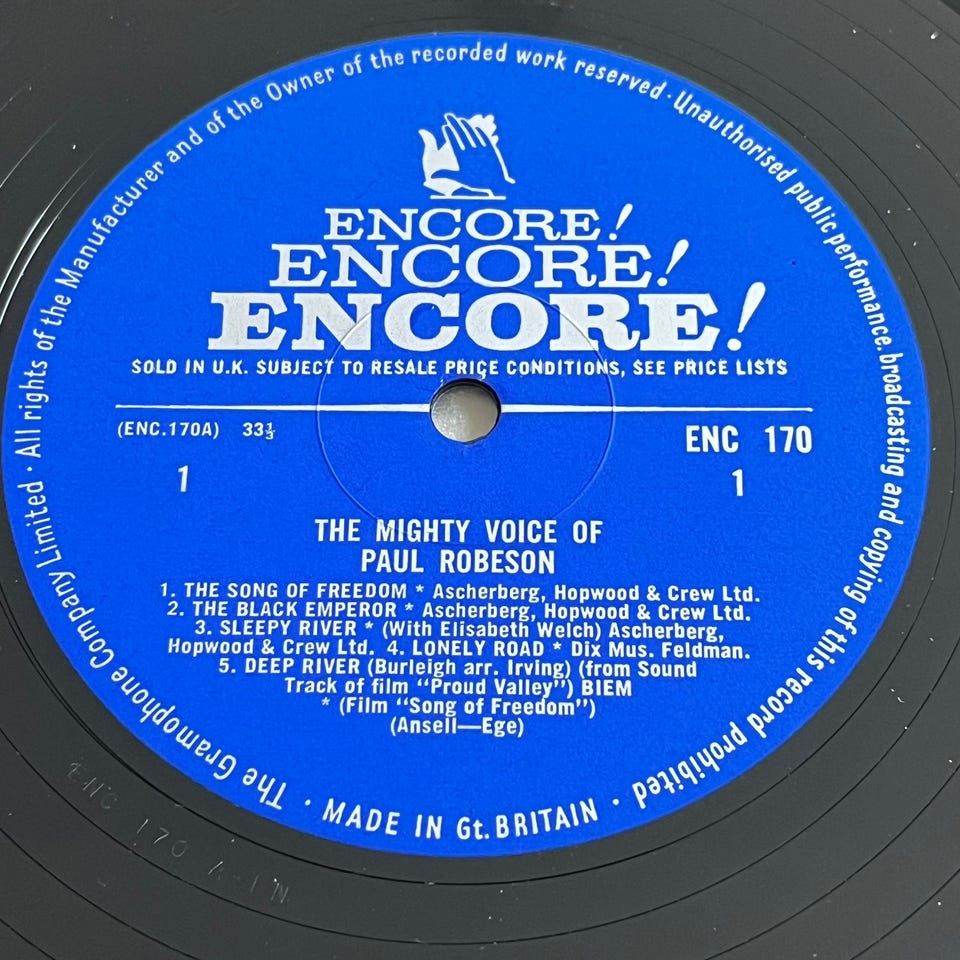 The Gramophone Company Limited · All rights of the Manufacturer and of the Owner of the recorded work reserved · Unauthorised public performance. broadcasting and copying of this record prohibited ·
ENCORE!
ENCORE!
ENCORE!
SOLD IN U.K. SUBJECT TO RESALE PRICE CONDITIONS, SEE PRICE LISTS
(ENC.170A) 33⅓ ENC 170
1 1
THE MIGHTY VOICE OF
PAUL ROBESON
1. THE SONG OF FREEDOM * Ascherberg, Hopwood & Crew Ltd.
2. THE BLACK EMPEROR * Ascherberg, Hopwood & Crew Ltd.
3. SLEEPY RIVER * (With Elisabeth Welch) Ascherberg,
Hopwood & Crew Ltd. 4. LONELY ROAD * Dix Mus. Feldman.
5. DEEP RIVER (Burleigh arr. Irving) (from Sound
Track of film "Proud Valley") BIEM
* (Film "Song of Freedom")
(Ansell—Ege)
MADE IN Gt. BRITAIN ·
ENC 170 A-1N